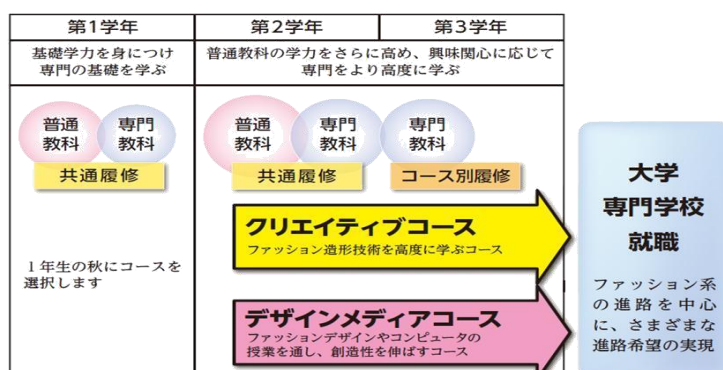 第1学年
第2学年
第3学年
基礎学力を身につけ
専門の基礎を学ぶ
普通教科の学力をさらに高め、興味関心に応じて
専門をより高度に学ぶ
普通
教科
専門
教科
共通履修
普通
教科
専門
教科
専門
教科
共通履修
コース別履修
1年生の秋にコースを
選択します
クリエイティブコース
ファッション造形技術を高度に学ぶコース
デザインメディアコース
ファッションデザインやコンピュータの
授業を通し、創造性を伸ばすコース
大学
専門学校
就職
ファッション系
の進路を中心
に、さまざまな
進路希望の実現